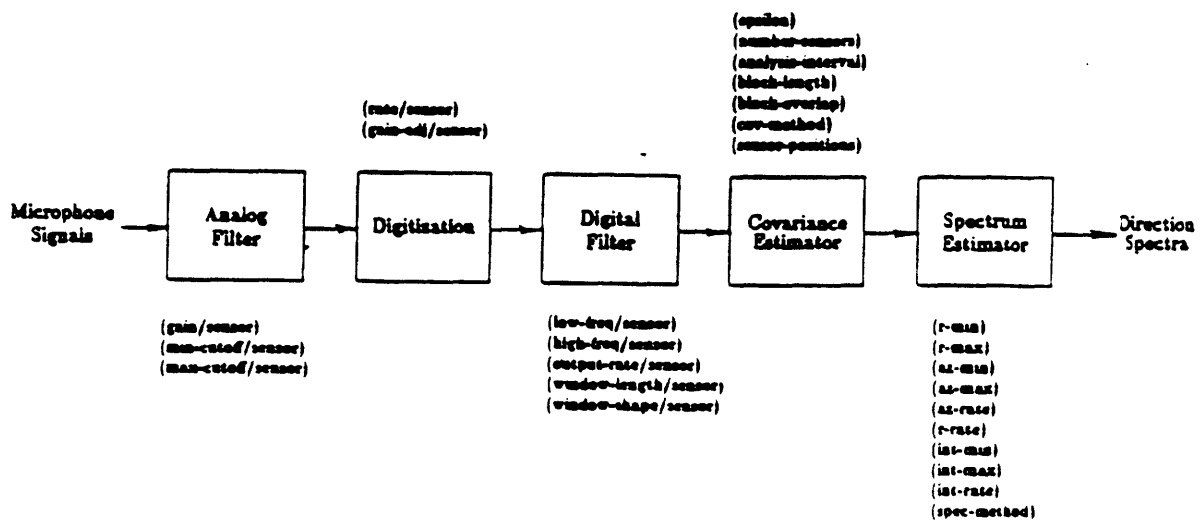 (epsilon)
(number-sensors)
(analysis-interval)
(block-length)
(block-overlap)
(cov-method)
(sensor-positions)
(rate/sensor)
(gain-adj/sensor)
Microphone
Signals
Analog
Filter
Digitization
Digital
Filter
Covariance
Estimator
Spectrum
Estimator
Direction
Spectra
(gain/sensor)
(min-cutoff/sensor)
(max-cutoff/sensor)
(low-freq/sensor)
(high-freq/sensor)
(output-rate/sensor)
(window-length/sensor)
(window-shape/sensor)
(r-min)
(r-max)
(az-min)
(az-max)
(az-rate)
(r-rate)
(int-min)
(int-max)
(int-rate)
(spec-method)